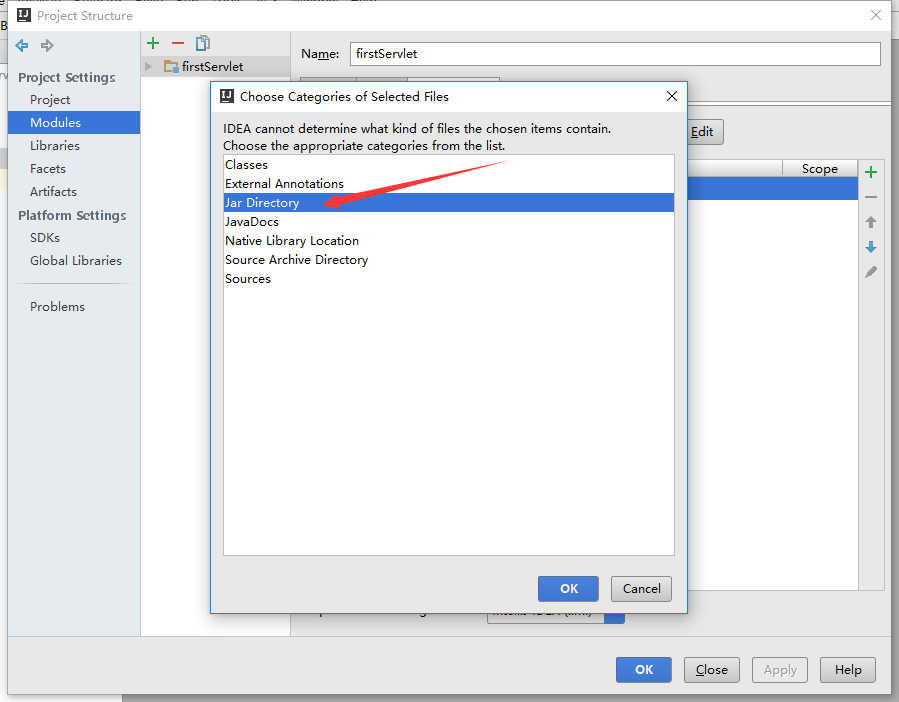 IJ Project Structure
Name: firstServlet
firstServlet
Project Settings
Project
Modules
Libraries
Facets
Artifacts
Platform Settings
SDKs
Global Libraries
Problems
IJ Choose Categories of Selected Files
IDEA cannot determine what kind of files the chosen items contain.
Choose the appropriate categories from the list.
Classes
External Annotations
Jar Directory
JavaDocs
Native Library Location
Source Archive Directory
Sources
OK Cancel
Edit
Scope
OK Close Apply Help